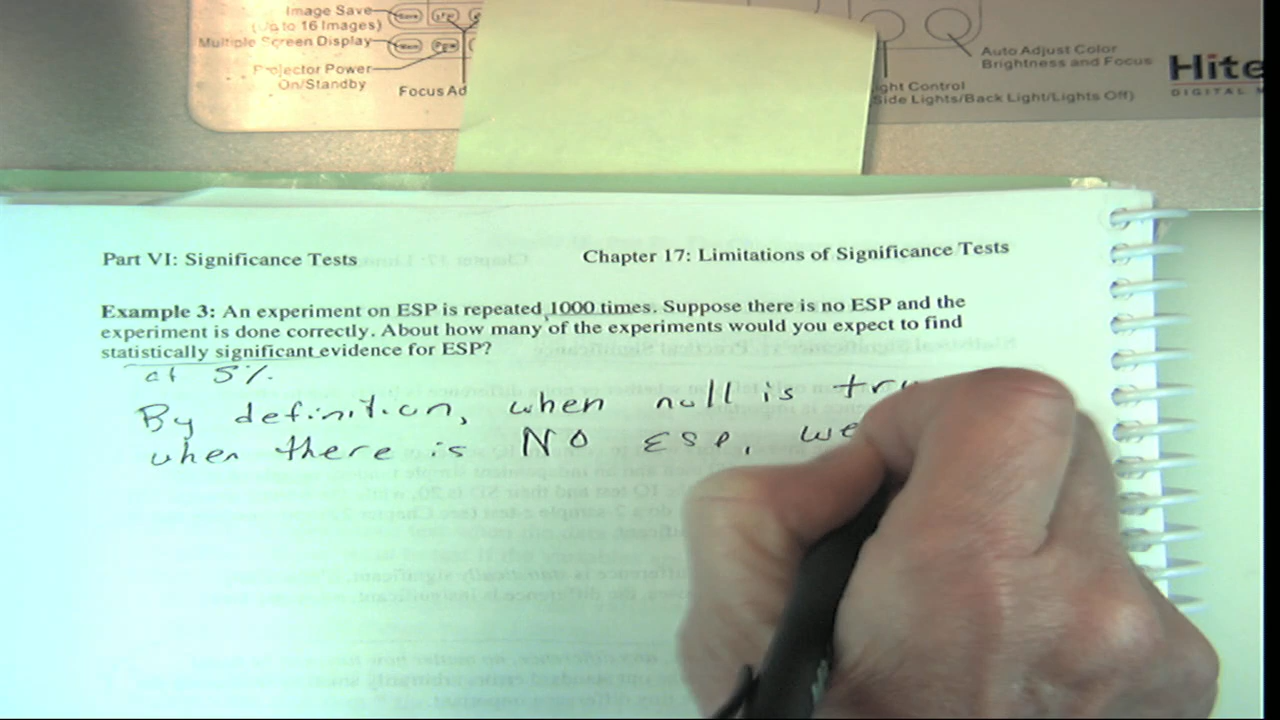 Image Save
(Up to 16 Images)
Multiple Screen Display
Projector Power
On/Standby
Focus Ad
Auto Adjust Color
Brightness and Focus
ght Control
Side Lights/Back Light/Lights Off)
Hite
DIGITAL
Part VI: Significance Tests
Chapter 17: Limitations of Significance Tests
Example 3: An experiment on ESP is repeated 1000 times. Suppose there is no ESP and the
experiment is done correctly. About how many of the experiments would you expect to find
statistically significant evidence for ESP?
at 5%.
By definition, when null is tru
when there is NO ESP, we